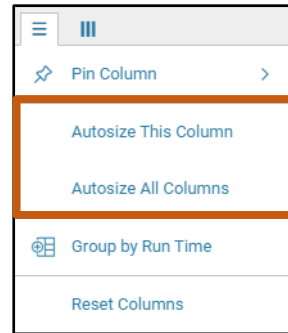 Pin Column
Autosize This Column
Autosize All Columns
Group by Run Time
Reset Columns